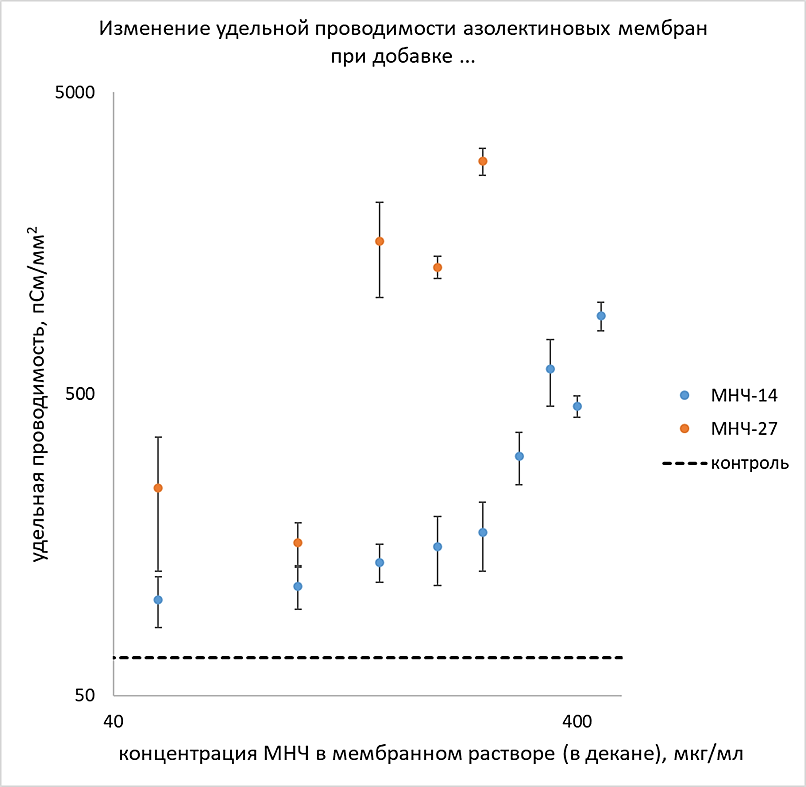 Изменение удельной проводимости азолектиновых мембран
при добавке ...
5000
500
50
удельная проводимость, пСм/мм²
40
400
концентрация МНЧ в мембранном растворе (в декане), мкг/мл
МНЧ-14
МНЧ-27
контроль